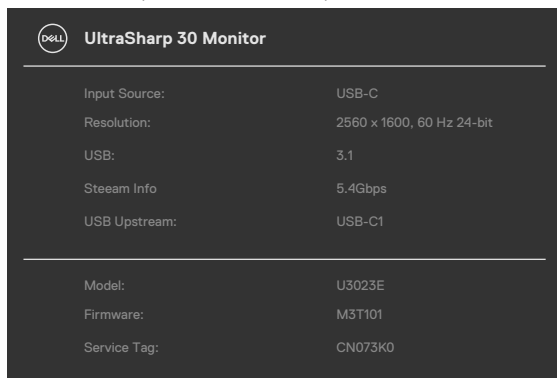 DELL UltraSharp 30 Monitor
Input Source: USB-C
Resolution: 2560 x 1600, 60 Hz 24-bit
USB: 3.1
Steeam Info 5.4Gbps
USB Upstream: USB-C1
Model: U3023E
Firmware: M3T101
Service Tag: CN073K0